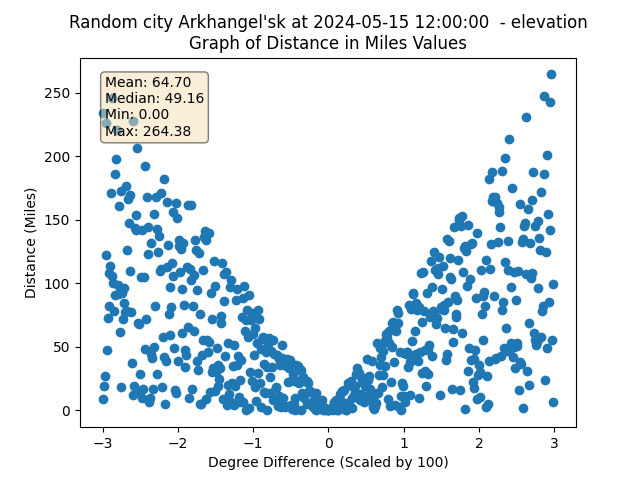 Random city Arkhangel'sk at 2024-05-15 12:00:00  - elevation
Graph of Distance in Miles Values
Mean: 64.70
Median: 49.16
Min: 0.00
Max: 264.38
Distance (Miles)
250
200
150
100
50
0
−3 −2 −1 0 1 2 3
Degree Difference (Scaled by 100)